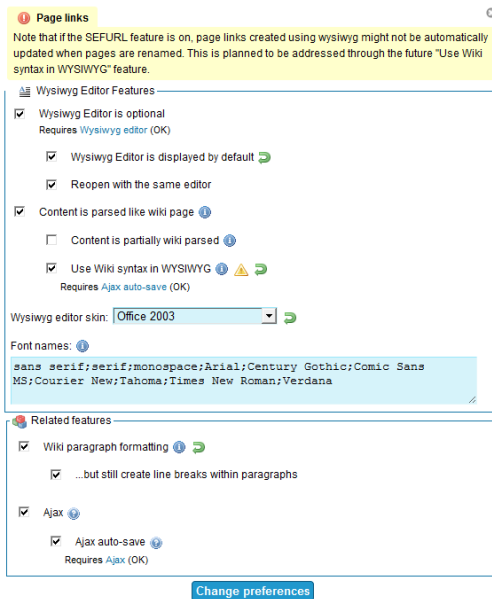 Page links
Note that if the SEFURL feature is on, page links created using wysiwyg might not be automatically
updated when pages are renamed. This is planned to be addressed through the future "Use Wiki
syntax in WYSIWYG" feature.
Wysiwyg Editor Features
Wysiwyg Editor is optional
Requires Wysiwyg editor (OK)
Wysiwyg Editor is displayed by default
Reopen with the same editor
Content is parsed like wiki page
Content is partially wiki parsed
Use Wiki syntax in WYSIWYG
Requires Ajax auto-save (OK)
Wysiwyg editor skin: Office 2003
Font names:
sans serif;serif;monospace;Arial;Century Gothic;Comic Sans
MS;Courier New;Tahoma;Times New Roman;Verdana
Related features
Wiki paragraph formatting
...but still create line breaks within paragraphs
Ajax
Ajax auto-save
Requires Ajax (OK)
Change preferences